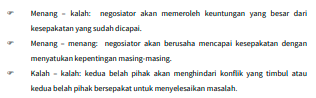 ☞ Menang – kalah: negosiator akan memeroleh keuntungan yang besar dari
kesepakatan yang sudah dicapai.
☞ Menang – menang: negosiator akan berusaha mencapai kesepakatan dengan
menyatukan kepentingan masing-masing.
☞ Kalah – kalah: kedua belah pihak akan menghindari konflik yang timbul atau
kedua belah pihak bersepakat untuk menyelesaikan masalah.